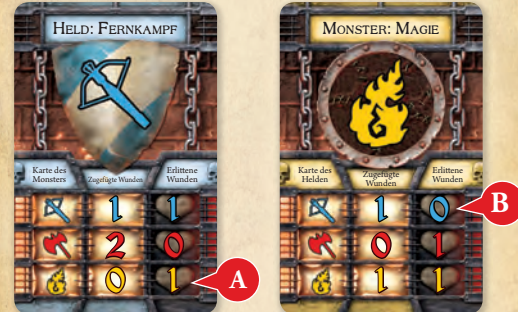 HELD: FERNKAMPF
Karte des Monsters
Zugefügte Wunden
Erlittene Wunden
1 1
2 0
0 1
A
MONSTER: MAGIE
Karte des Helden
Zugefügte Wunden
Erlittene Wunden
1 0
0 1
1 1
B